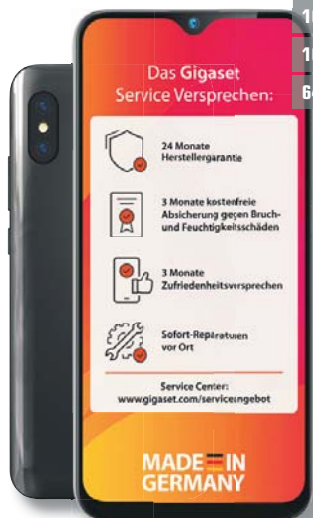 Das Gigaset
Service Versprechen:
24 Monate
Herstellergarantie
3 Monate kostenfreie
Absicherung gegen Bruch-
und Feuchtigkeitsschäden
3 Monate
Zufriedenheitsversprechen
Sofort-Reparaturen
vor Ort
Service Center:
www.gigaset.com/serviceangebot
MADE IN
GERMANY